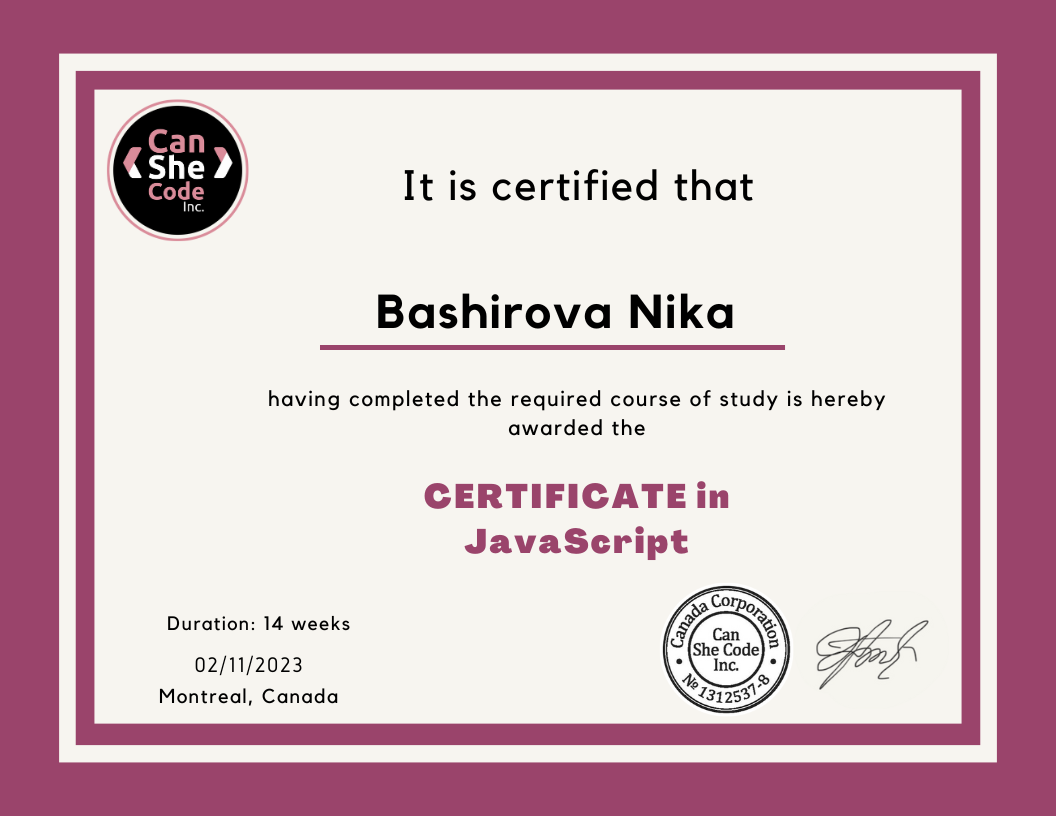 Can
She
Code
Inc.
It is certified that
Bashirova Nika
having completed the required course of study is hereby
awarded the
CERTIFICATE in
JavaScript
Duration: 14 weeks
02/11/2023
Montreal, Canada
Canada Corporation
Can
She Code
Inc.
№ 1312537-8